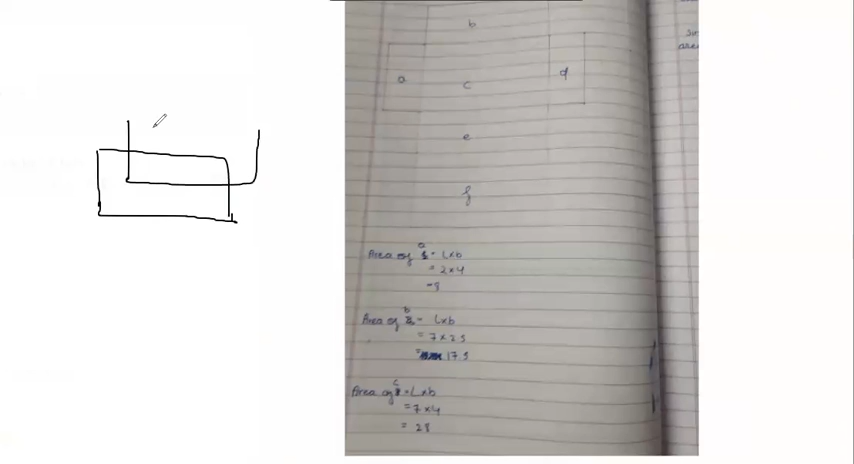 b
a
c
d
e
f
Area of a = L×b
= 2×4
= 8
Area of b = L×b
= 7×2.5
= 17.5
Area of c = L×b
= 7×4
= 28